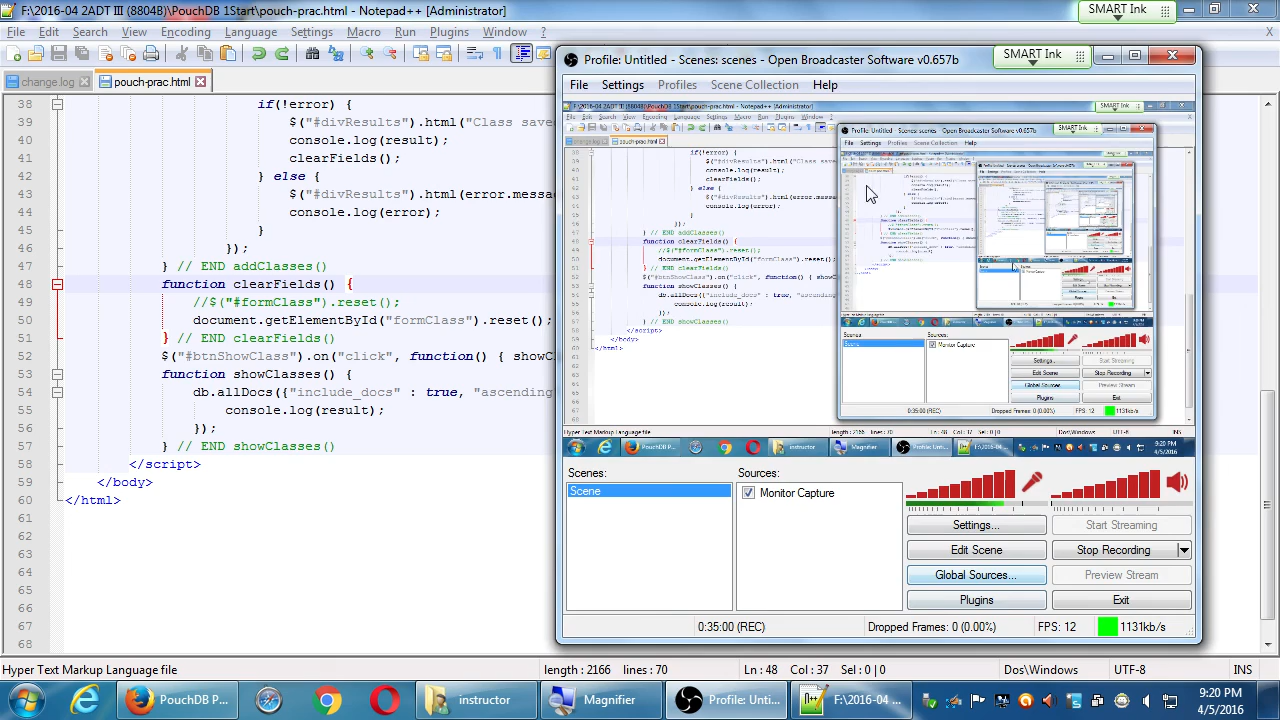 F:\2016-04 2ADT III (8804B)\PouchDB 1Start\pouch-prac.html - Notepad++ [Administrator]
SMART Ink
File Edit Search View Encoding Language Settings Macro Run Plugins Window ?
X
change.log
pouch-prac.html
38 if(!error) {
39 $("#divResults").html("Class save
40 console.log(result);
41 clearFields();
42 } else {
43 $("#divResults").html(error.messa
44 console.log(error);
45 }
46 });
47 } // END addClasses()
48 function clearFields() {
49 //$("#formClass").reset();
50 document.getElementBy
lass").reset();
51 } // END clearFields()
52 $("#btnShowClass").on("click", function() { showC
53 function showClasses() {
54 db.allDocs({"include_docs" : true, "ascending
55 console.log(result);
56 });
57 } // END showClasses()
58 </script>
59 </body>
60 </html>
61
62
63
64
65
66
67
68
Profile: Untitled - Scenes: scenes - Open Broadcaster Software v0.657b
SMART Ink
File Settings Profiles Scene Collection Help
Scenes:
Scene
Sources:
Monitor Capture
Settings...
Start Streaming
Edit Scene
Stop Recording
Global Sources...
Preview Stream
Plugins
Exit
0:35:00 (REC)
Dropped Frames: 0 (0.00%)
FPS: 12
1131kb/s
Hyper Text Markup Language file
length : 2166 lines : 70
Ln : 48 Col : 37 Sel : 0 | 0
Dos\Windows
UTF-8
INS
PouchDB P...
instructor
Magnifier
Profile: Unti...
F:\2016-04 ...
9:20 PM
4/5/2016